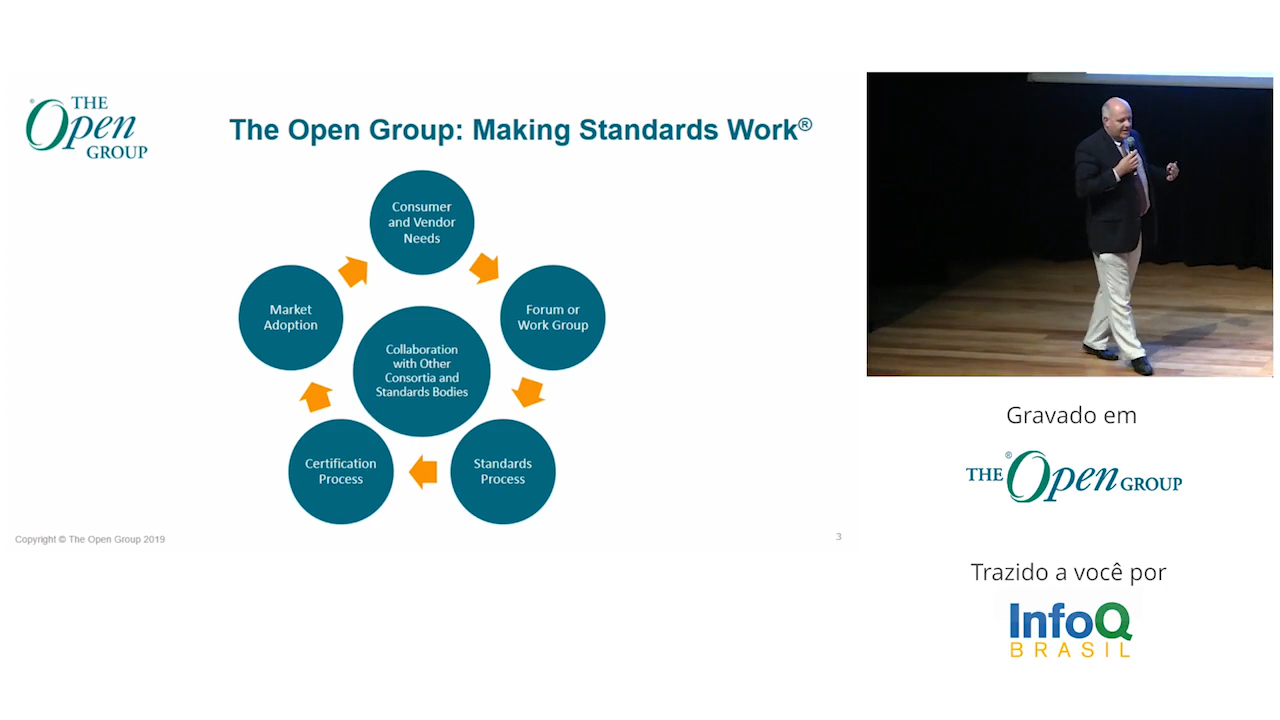 THE
Open
GROUP
The Open Group: Making Standards Work®
Consumer
and Vendor
Needs
Market
Adoption
Forum or
Work Group
Collaboration
with Other
Consortia and
Standards Bodies
Certification
Process
Standards
Process
Copyright © The Open Group 2019
3
Gravado em
THE Open GROUP
Trazido a você por
InfoQ
BRASIL